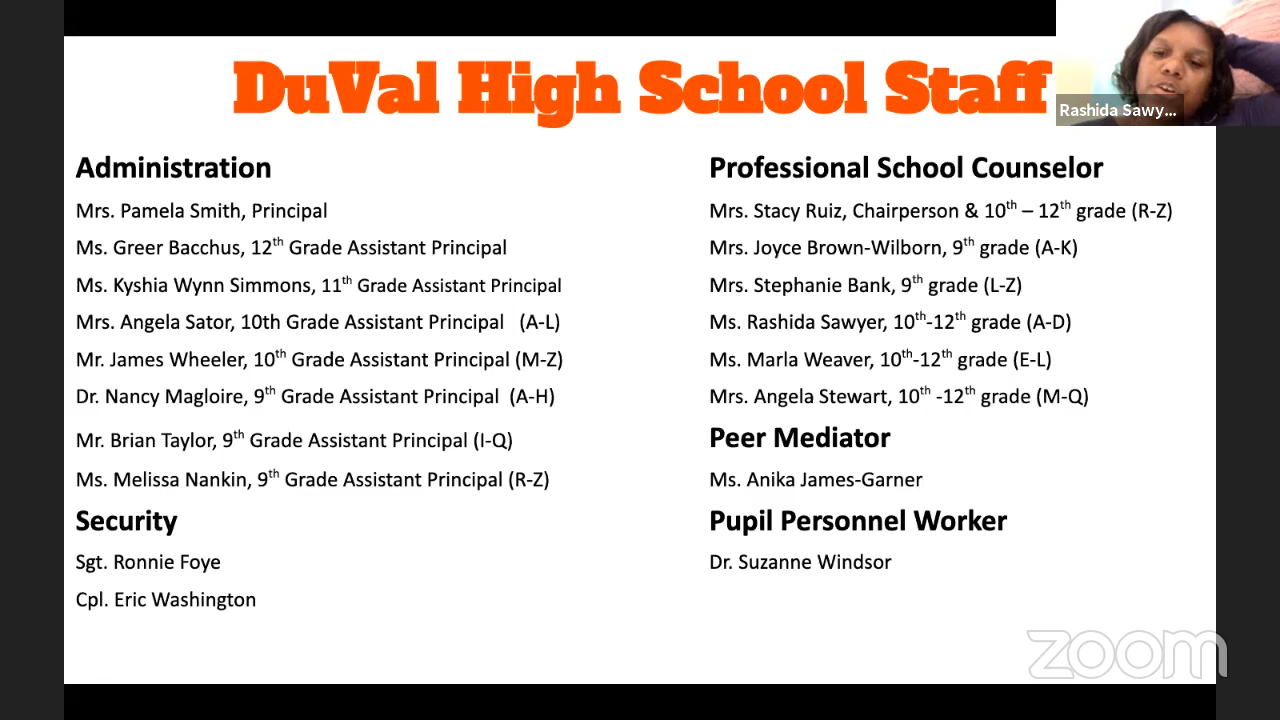 DuVal High School Staff
Rashida Sawy...
Administration
Mrs. Pamela Smith, Principal
Ms. Greer Bacchus, 12th Grade Assistant Principal
Ms. Kyshia Wynn Simmons, 11th Grade Assistant Principal
Mrs. Angela Sator, 10th Grade Assistant Principal (A-L)
Mr. James Wheeler, 10th Grade Assistant Principal (M-Z)
Dr. Nancy Magloire, 9th Grade Assistant Principal (A-H)
Mr. Brian Taylor, 9th Grade Assistant Principal (I-Q)
Ms. Melissa Nankin, 9th Grade Assistant Principal (R-Z)
Security
Sgt. Ronnie Foye
Cpl. Eric Washington
Professional School Counselor
Mrs. Stacy Ruiz, Chairperson & 10th – 12th grade (R-Z)
Mrs. Joyce Brown-Wilborn, 9th grade (A-K)
Mrs. Stephanie Bank, 9th grade (L-Z)
Ms. Rashida Sawyer, 10th-12th grade (A-D)
Ms. Marla Weaver, 10th-12th grade (E-L)
Mrs. Angela Stewart, 10th -12th grade (M-Q)
Peer Mediator
Ms. Anika James-Garner
Pupil Personnel Worker
Dr. Suzanne Windsor
zoom